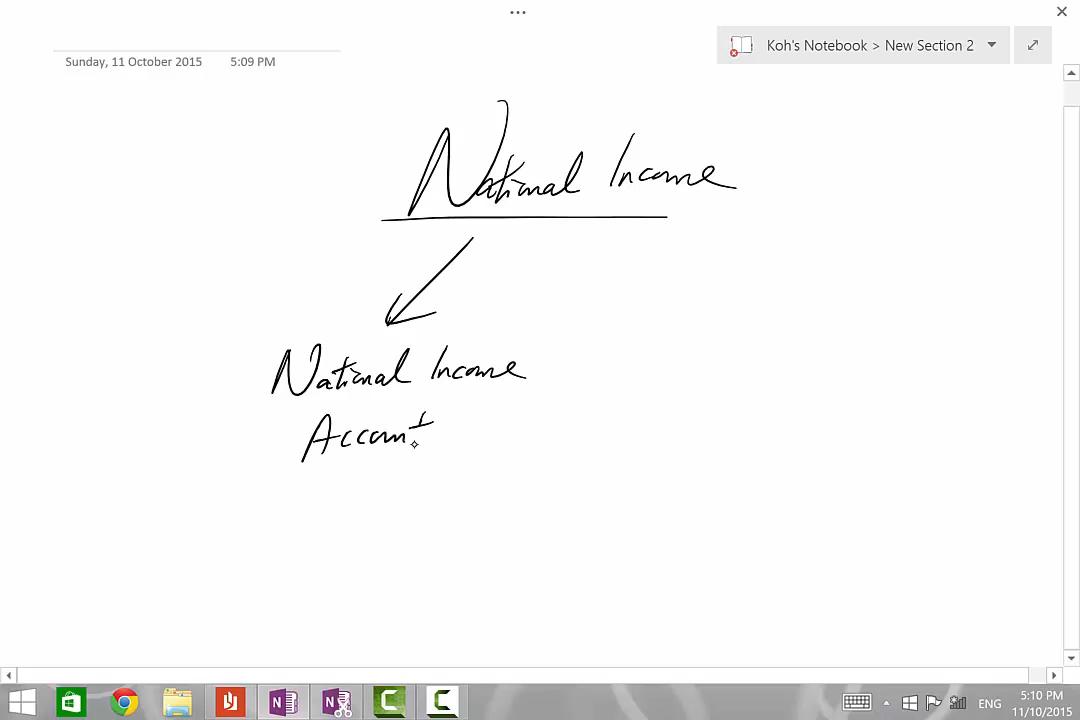 Koh's Notebook > New Section 2
Sunday, 11 October 2015 5:09 PM
National Income
National Income
Account
ENG
5:10 PM
11/10/2015